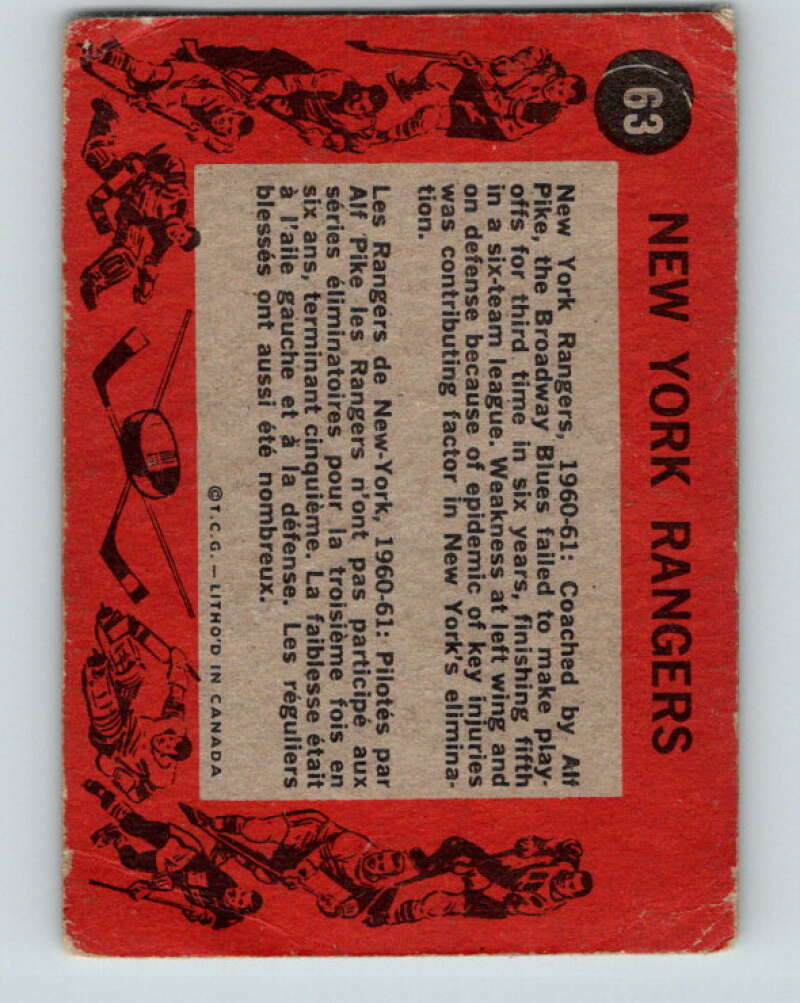 63
NEW YORK RANGERS
New York Rangers, 1960-61: Coached by Alf
Pike, the Broadway Blues failed to make play-
offs for third time in six years, finishing fifth
in a six-team league. Weakness at left wing and
on defense because of epidemic of key injuries
was contributing factor in New York's elimina-
tion.
Les Rangers de New-York, 1960-61: Pilotés par
Alf Pike les Rangers n'ont pas participé aux
séries éliminatoires pour la troisième fois en
six ans, terminant cinquième. La faiblesse était
à l'aile gauche et à la défense. Les réguliers
blessés ont aussi été nombreux.
©T.C.G. — LITHO'D IN CANADA